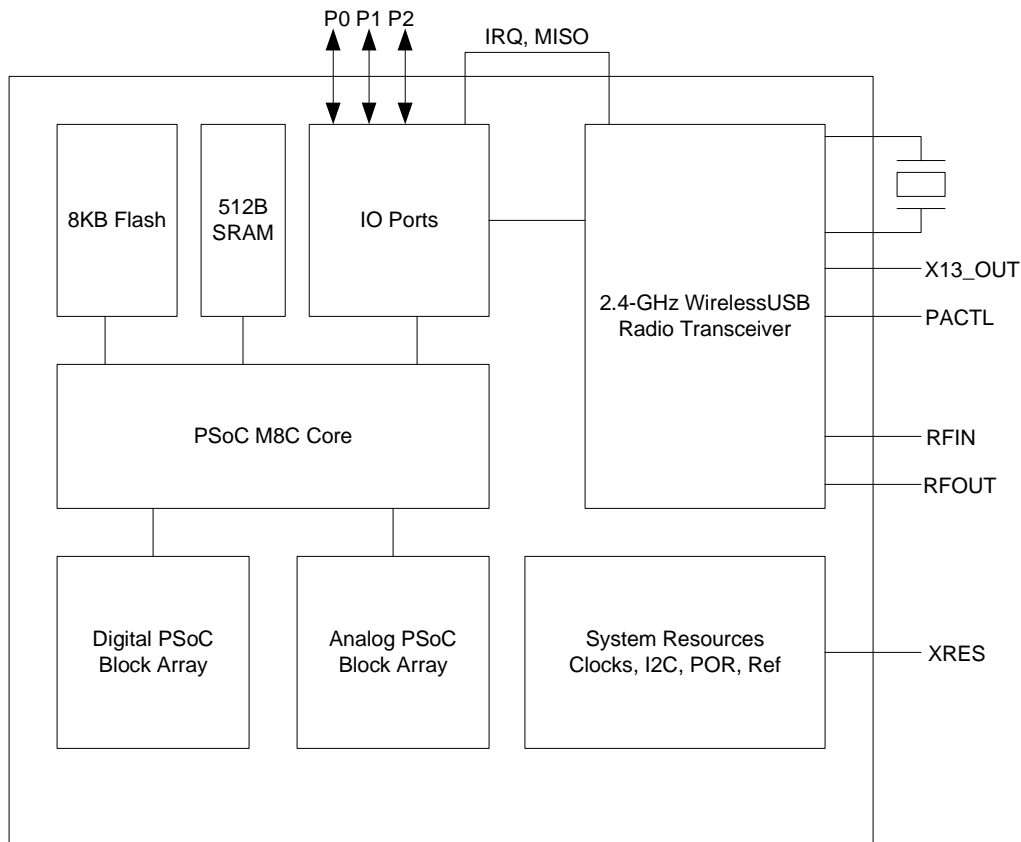 P0 P1 P2
IRQ, MISO
8KB Flash
512B
SRAM
IO Ports
2.4-GHz WirelessUSB
Radio Transceiver
X13_OUT
PACTL
PSoC M8C Core
RFIN
RFOUT
Digital PSoC
Block Array
Analog PSoC
Block Array
System Resources
Clocks, I2C, POR, Ref
XRES